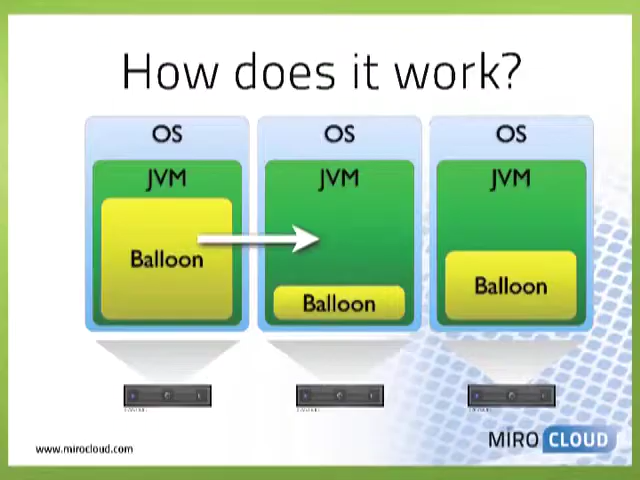 How does it work?
OS
OS
OS
JVM
JVM
JVM
Balloon
Balloon
Balloon
www.mirocloud.com
MIRO CLOUD